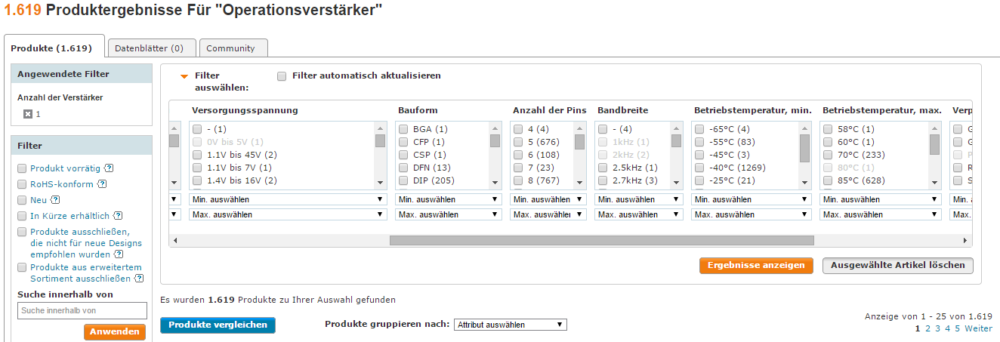 1.619 Produktergebnisse Für "Operationsverstärker"
Produkte (1.619)
Datenblätter (0)
Community
Angewendete Filter
Anzahl der Verstärker
1
Filter
Produkt vorrätig
RoHS-konform
Neu
In Kürze erhältlich
Produkte ausschließen,
die nicht für neue Designs
empfohlen wurden
Produkte aus erweitertem
Sortiment ausschließen
Suche innerhalb von
Suche innerhalb von
Anwenden
Filter
auswählen:
Filter automatisch aktualisieren
Versorgungsspannung
- (1)
0V bis 5V (1)
1.1V bis 45V (2)
1.1V bis 7V (1)
1.4V bis 16V (2)
Min. auswählen
Max. auswählen
Bauform
BGA (1)
CFP (1)
CSP (1)
DFN (13)
DIP (205)
Min. auswählen
Max. auswählen
Anzahl der Pins
4 (4)
5 (676)
6 (108)
7 (23)
8 (767)
Min. auswählen
Max. auswählen
Bandbreite
- (4)
1kHz (1)
2kHz (2)
2.5kHz (1)
2.7kHz (3)
Min. auswählen
Max. auswählen
Betriebstemperatur, min.
-65°C (4)
-55°C (83)
-45°C (3)
-40°C (1269)
-25°C (21)
Min. auswählen
Max. auswählen
Betriebstemperatur, max.
58°C (1)
60°C (1)
70°C (233)
80°C (1)
85°C (628)
Min. auswählen
Max. auswählen
Verp
Min.
Max.
Ergebnisse anzeigen
Ausgewählte Artikel löschen
Es wurden 1.619 Produkte zu Ihrer Auswahl gefunden
Produkte vergleichen
Produkte gruppieren nach:
Attribut auswählen
Anzeige von 1 - 25 von 1.619
1 2 3 4 5 Weiter